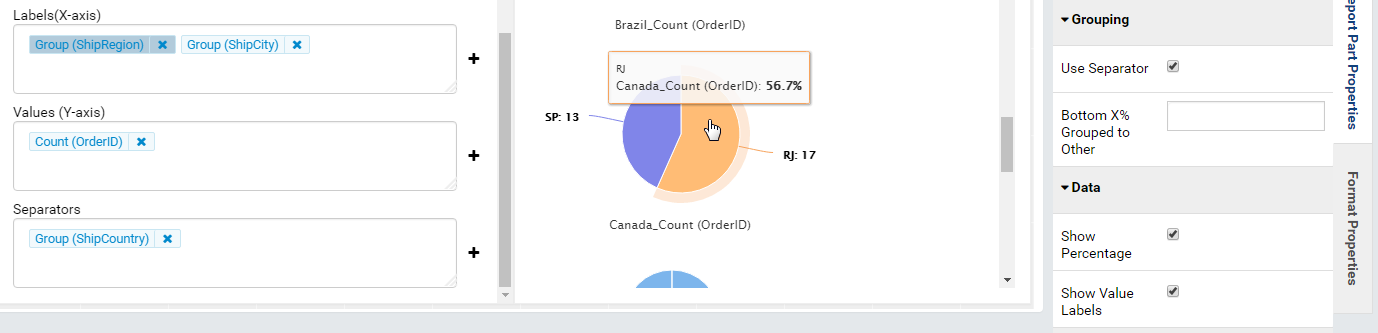 Labels(X-axis)
Group (ShipRegion) ✖ Group (ShipCity) ✖
+
Values (Y-axis)
Count (OrderID) ✖
+
Separators
Group (ShipCountry) ✖
+
Brazil_Count (OrderID)
RJ
Canada_Count (OrderID): 56.7%
SP: 13
RJ: 17
Canada_Count (OrderID)
Grouping
Use Separator
Bottom X%
Grouped to
Other
Data
Show
Percentage
Show Value
Labels
eport Part Properties
Format Properties